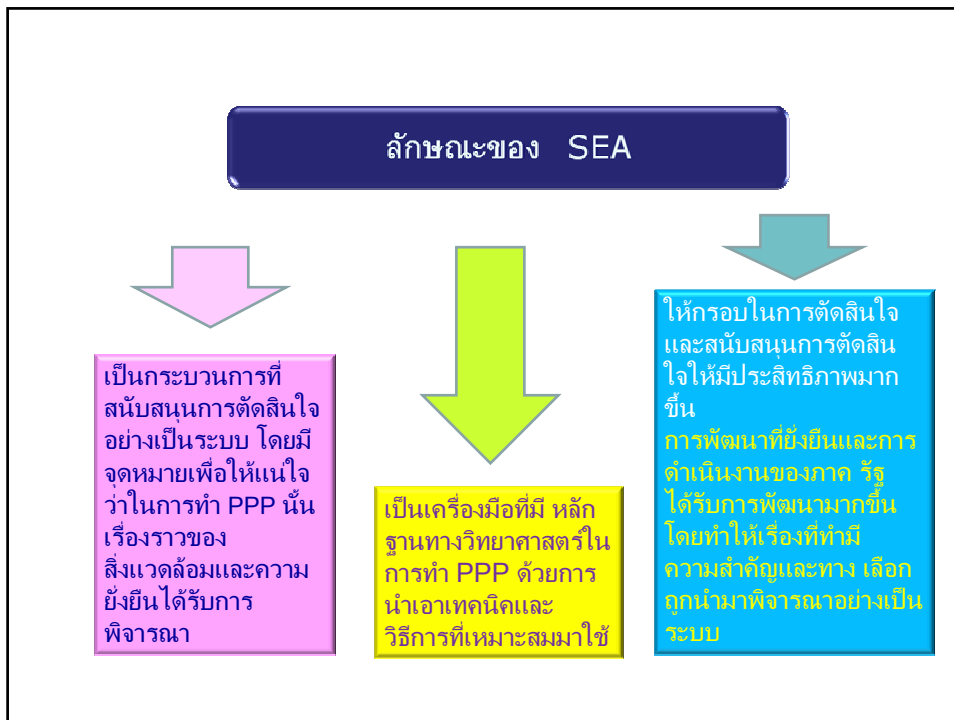 ลักษณะของ SEA
เป็นกระบวนการที่
สนับสนุนการตัดสินใจ
อย่างเป็นระบบ โดยมี
จุดหมายเพื่อให้แน่ใจ
ว่าในการทำ PPP นั้น
เรื่องราวของ
สิ่งแวดล้อมและความ
ยั่งยืนได้รับการ
พิจารณา
เป็นเครื่องมือที่มี หลัก
ฐานทางวิทยาศาสตร์ใน
การทำ PPP ด้วยการ
นำเอาเทคนิคและ
วิธีการที่เหมาะสมมาใช้
ให้กรอบในการตัดสินใจ
และสนับสนุนการตัดสิน
ใจให้มีประสิทธิภาพมาก
ขึ้น
การพัฒนาที่ยั่งยืนและการ
ดำเนินงานของภาค รัฐ
ได้รับการพัฒนามากขึ้น
โดยทำให้เรื่องที่ทำมี
ความสำคัญและทาง เลือก
ถูกนำมาพิจารณาอย่างเป็น
ระบบ